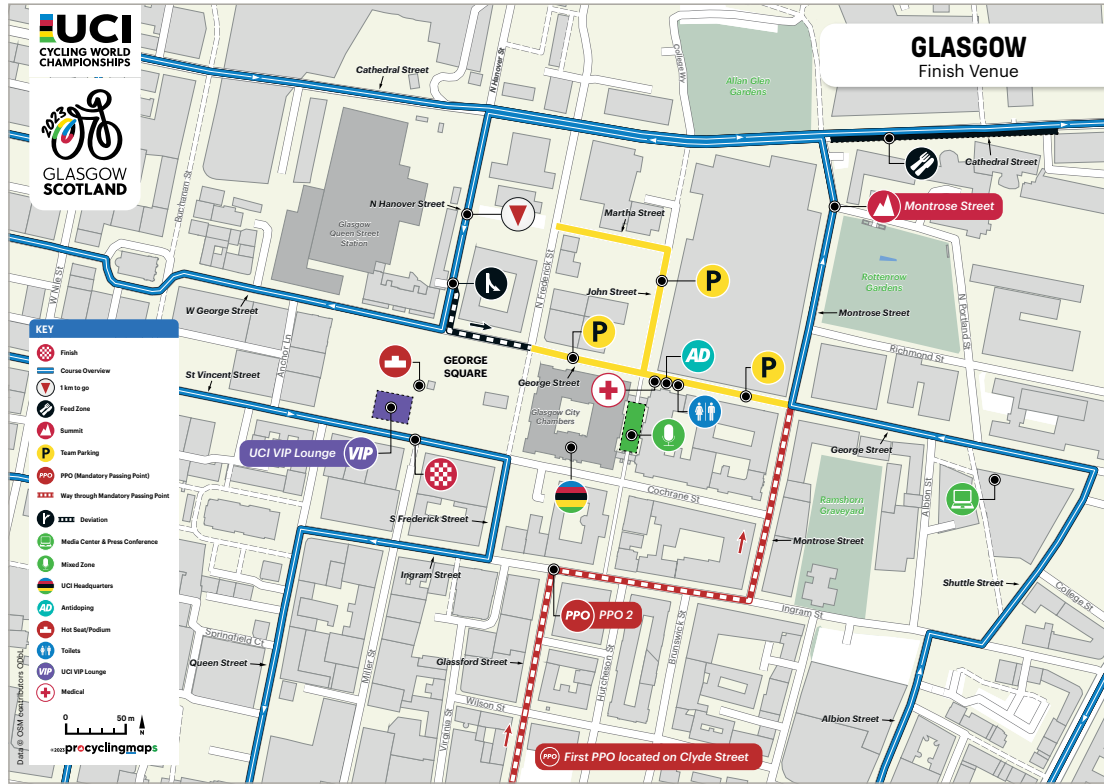 UCI
CYCLING WORLD
CHAMPIONSHIPS
2023
GLASGOW
SCOTLAND
GLASGOW
Finish Venue
Cathedral Street
N Hanover St
College Wy
Allan Glen
Gardens
Cathedral Street
Buchanan St
N Hanover Street
Glasgow
Queen Street
Station
Martha Street
Montrose Street
W Nile St
N Frederick St
John Street
P
Rottenrow
Gardens
N Portland St
W George Street
Montrose Street
P
Richmond St
Anchor Ln
GEORGE
SQUARE
AD
P
St Vincent Street
George Street
Glasgow City
Chambers
UCI VIP Lounge VIP
George Street
Cochrane St
Albion St
Ramshorn
Graveyard
S Frederick Street
Montrose Street
Ingram Street
Shuttle Street
College St
PPO PPO 2
Ingram St
Springfield Ct
Queen Street
Miller St
Glassford Street
Hutcheson St
Brunswick St
Wilson St
Virginia St
Albion Street
PPO First PPO located on Clyde Street
KEY
Finish
Course Overview
1 km to go
Feed Zone
Summit
P Team Parking
PPO PPO (Mandatory Passing Point)
Way through Mandatory Passing Point
Deviation
Media Center & Press Conference
Mixed Zone
UCI Headquarters
AD Antidoping
Hot Seat/Podium
Toilets
VIP UCI VIP Lounge
Medical
0 50 m
N
©2023 procyclingmaps
Data © OSM contributors ODbL